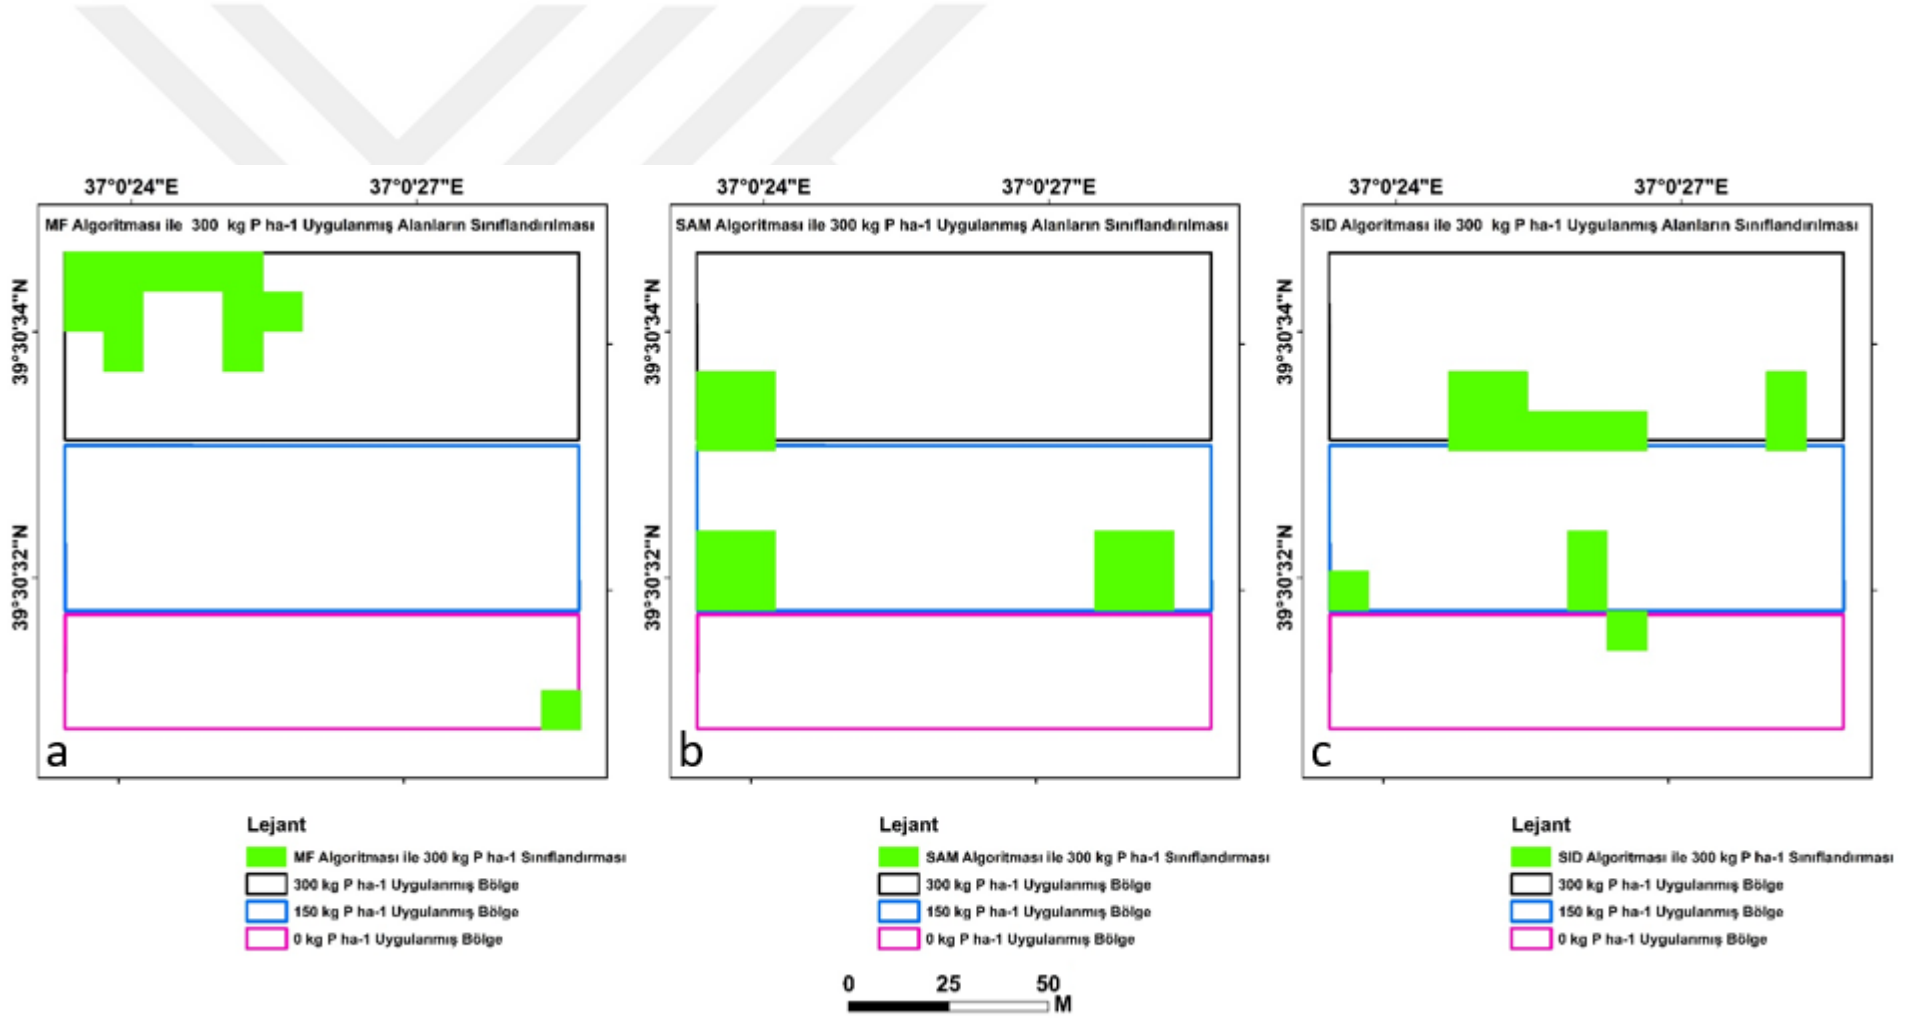 37°0'24"E 37°0'27"E
MF Algoritması ile 300 kg P ha-1 Uygulanmış Alanların Sınıflandırılması
39°30'34"N
39°30'32"N
a
Lejant
MF Algoritması ile 300 kg P ha-1 Sınıflandırması
300 kg P ha-1 Uygulanmış Bölge
150 kg P ha-1 Uygulanmış Bölge
0 kg P ha-1 Uygulanmış Bölge
37°0'24"E 37°0'27"E
SAM Algoritması ile 300 kg P ha-1 Uygulanmış Alanların Sınıflandırılması
39°30'34"N
39°30'32"N
b
Lejant
SAM Algoritması ile 300 kg P ha-1 Sınıflandırması
300 kg P ha-1 Uygulanmış Bölge
150 kg P ha-1 Uygulanmış Bölge
0 kg P ha-1 Uygulanmış Bölge
37°0'24"E 37°0'27"E
SID Algoritması ile 300 kg P ha-1 Uygulanmış Alanların Sınıflandırılması
39°30'34"N
39°30'32"N
c
Lejant
SID Algoritması ile 300 kg P ha-1 Sınıflandırması
300 kg P ha-1 Uygulanmış Bölge
150 kg P ha-1 Uygulanmış Bölge
0 kg P ha-1 Uygulanmış Bölge
0 25 50
M